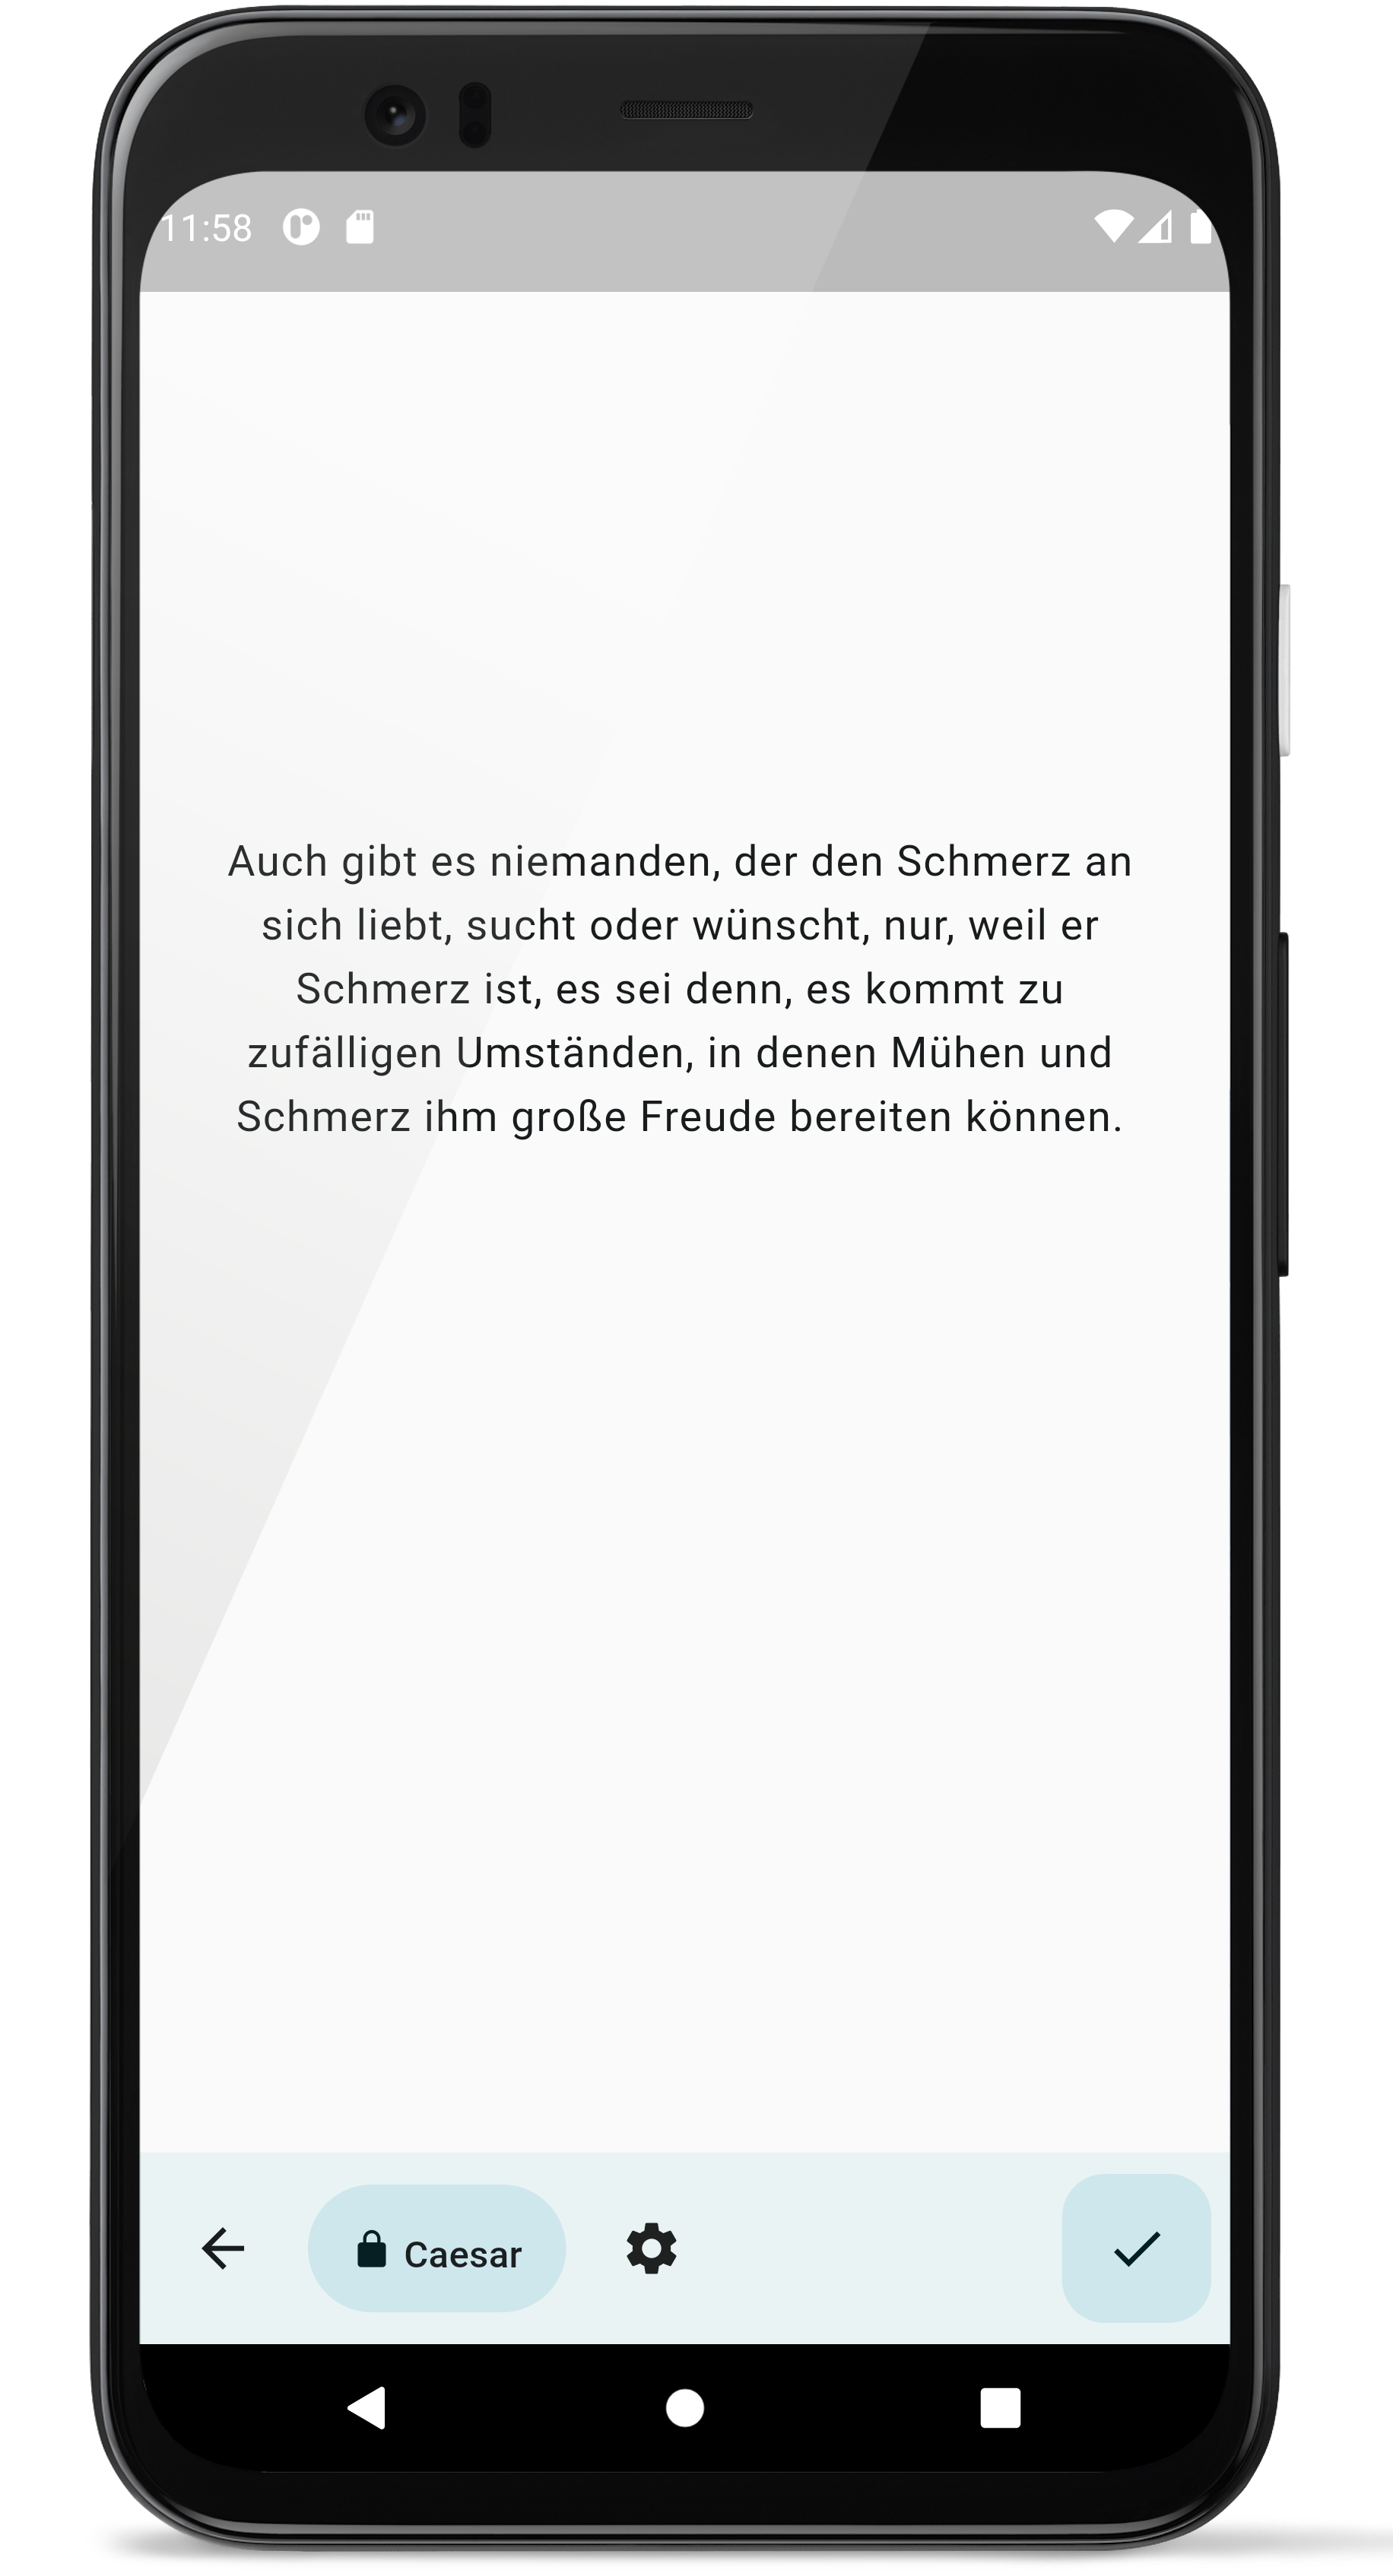 11:58
Auch gibt es niemanden, der den Schmerz an
sich liebt, sucht oder wünscht, nur, weil er
Schmerz ist, es sei denn, es kommt zu
zufälligen Umständen, in denen Mühen und
Schmerz ihm große Freude bereiten können.
Caesar